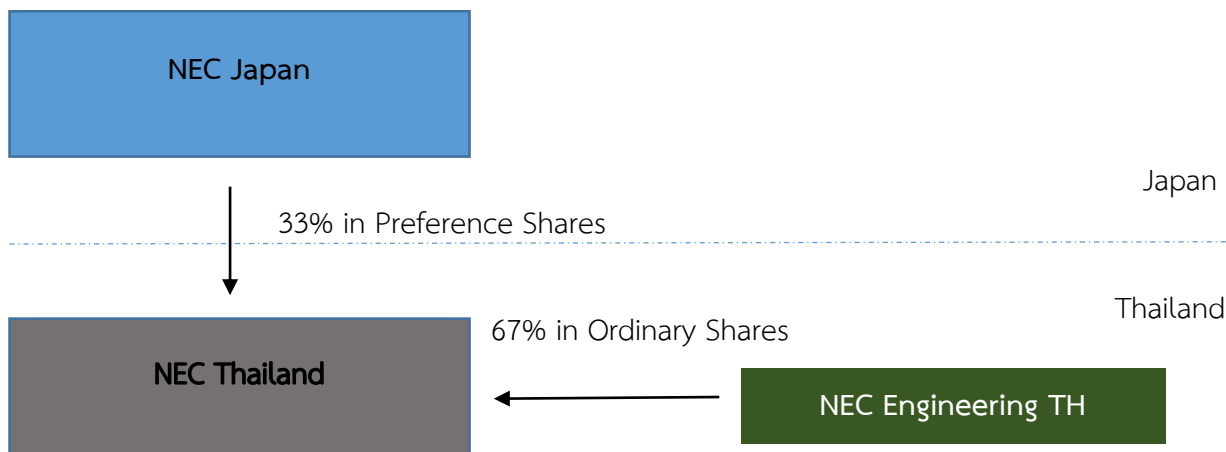 NEC Japan
Japan
33% in Preference Shares
Thailand
67% in Ordinary Shares
NEC Thailand
NEC Engineering TH